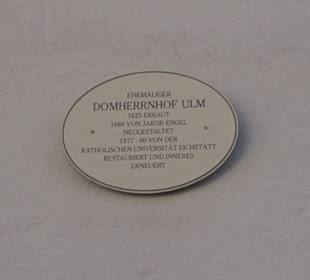 EHEMALIGER
DOMHERRNHOF ULM
1625 ERBAUT
1688 VON JAKOB ENGEL
NEUGESTALTET
1977 - 80 VON DER
KATHOLISCHEN UNIVERSITÄT EICHSTÄTT
RESTAURIERT UND INNERES
ERNEUERT